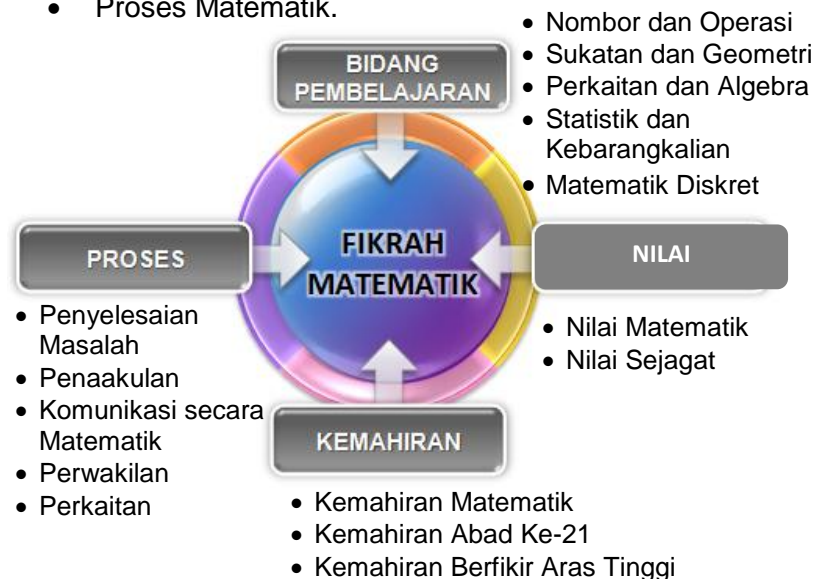 • Proses Matematik.
BIDANG
PEMBELAJARAN
• Nombor dan Operasi
• Sukatan dan Geometri
• Perkaitan dan Algebra
• Statistik dan
Kebarangkalian
• Matematik Diskret
PROSES
FIKRAH
MATEMATIK
NILAI
• Penyelesaian
Masalah
• Penaakulan
• Komunikasi secara
Matematik
• Perwakilan
• Perkaitan
• Nilai Matematik
• Nilai Sejagat
KEMAHIRAN
• Kemahiran Matematik
• Kemahiran Abad Ke-21
• Kemahiran Berfikir Aras Tinggi